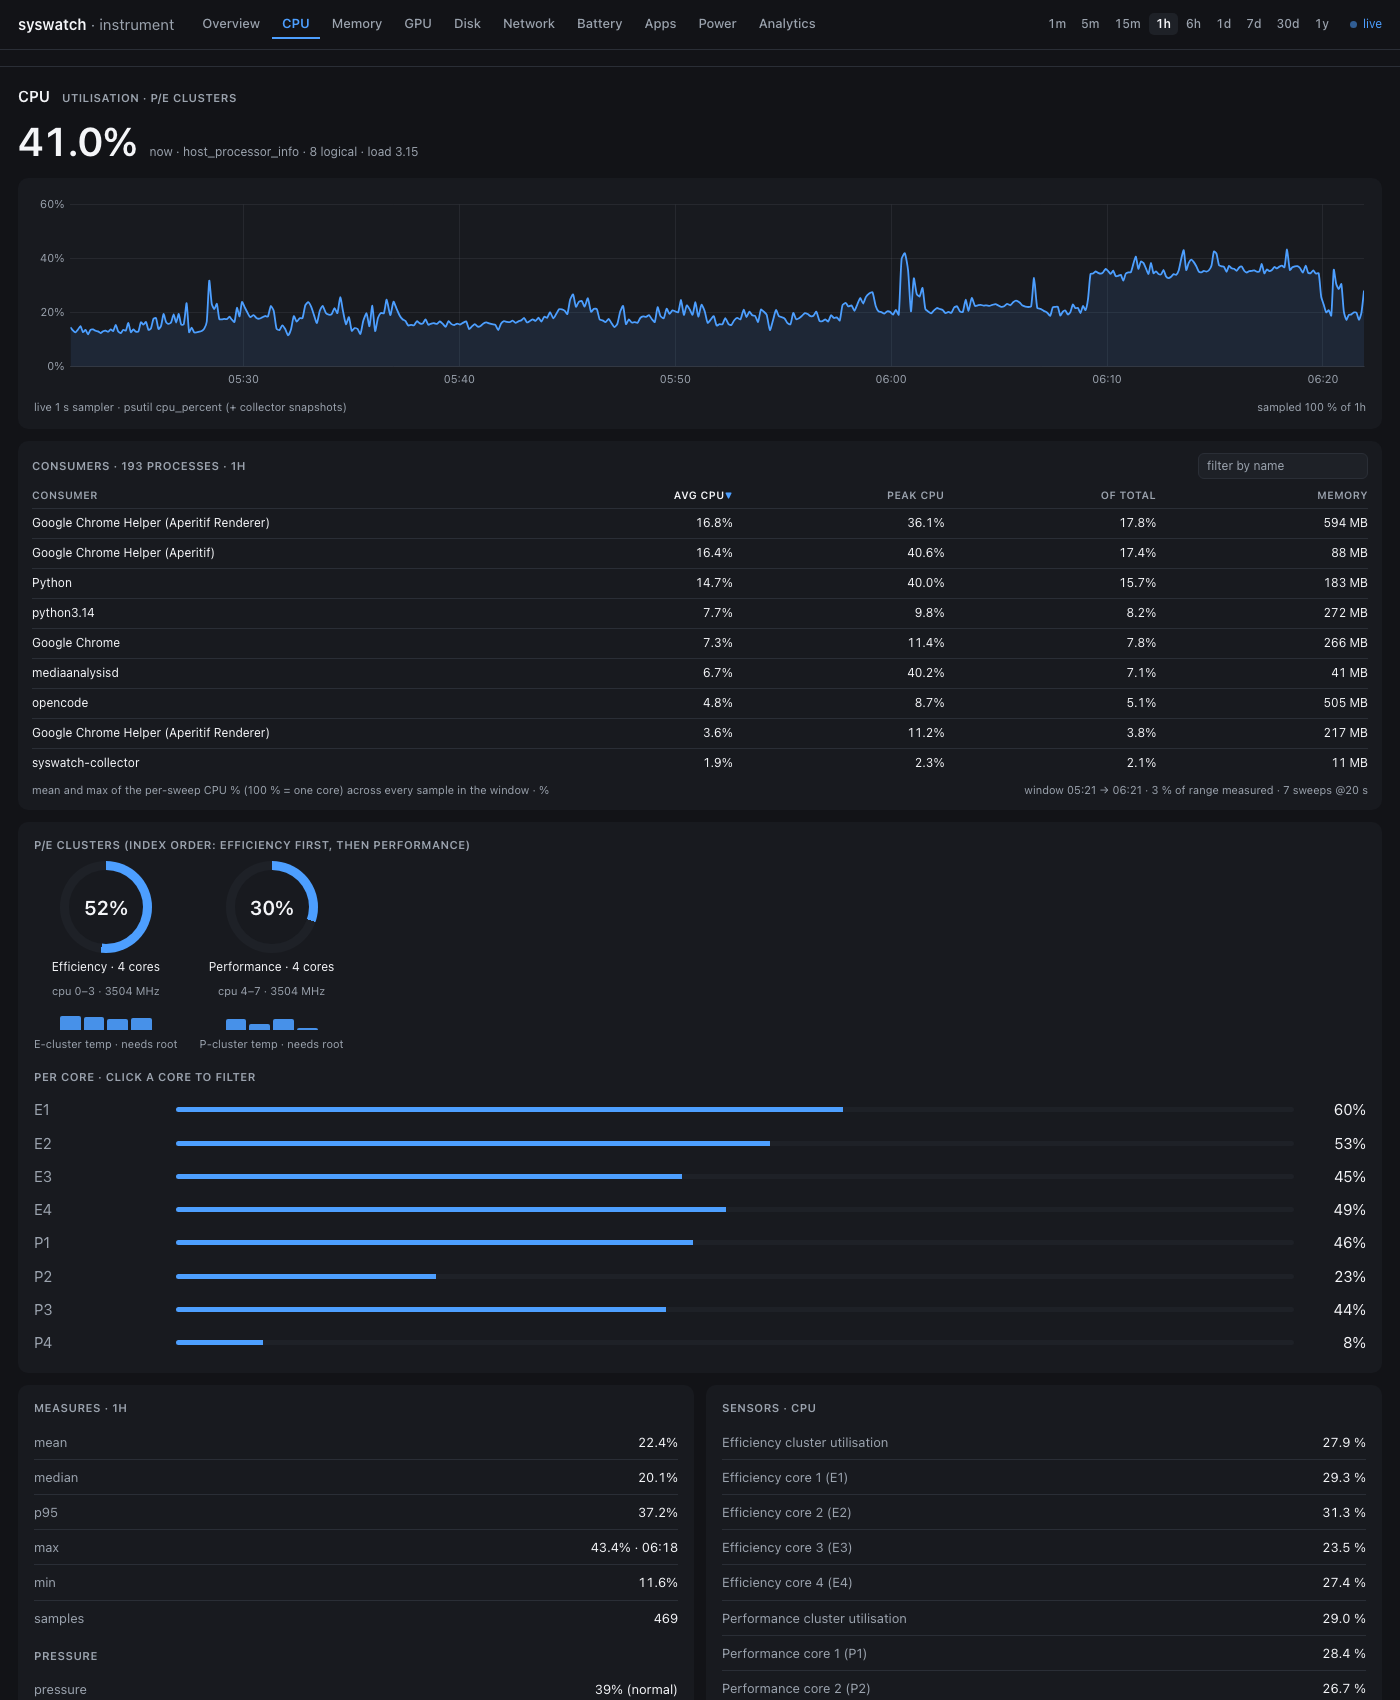 syswatch · instrument Overview CPU Memory GPU Disk Network Battery Apps Power Analytics 1m 5m 15m 1h 6h 1d 7d 30d 1y live
CPU UTILISATION · P/E CLUSTERS
41.0% now · host_processor_info · 8 logical · load 3.15
60%
40%
20%
0%
05:30 05:40 05:50 06:00 06:10 06:20
live 1 s sampler · psutil cpu_percent (+ collector snapshots) sampled 100 % of 1h
CONSUMERS · 193 PROCESSES · 1H filter by name
CONSUMER AVG CPU▼ PEAK CPU OF TOTAL MEMORY
Google Chrome Helper (Aperitif Renderer) 16.8% 36.1% 17.8% 594 MB
Google Chrome Helper (Aperitif) 16.4% 40.6% 17.4% 88 MB
Python 14.7% 40.0% 15.7% 183 MB
python3.14 7.7% 9.8% 8.2% 272 MB
Google Chrome 7.3% 11.4% 7.8% 266 MB
mediaanalysisd 6.7% 40.2% 7.1% 41 MB
opencode 4.8% 8.7% 5.1% 505 MB
Google Chrome Helper (Aperitif Renderer) 3.6% 11.2% 3.8% 217 MB
syswatch-collector 1.9% 2.3% 2.1% 11 MB
mean and max of the per-sweep CPU % (100 % = one core) across every sample in the window · % window 05:21 → 06:21 · 3 % of range measured · 7 sweeps @20 s
P/E CLUSTERS (INDEX ORDER: EFFICIENCY FIRST, THEN PERFORMANCE)
52% 30%
Efficiency · 4 cores Performance · 4 cores
cpu 0–3 · 3504 MHz cpu 4–7 · 3504 MHz
E-cluster temp · needs root P-cluster temp · needs root
PER CORE · CLICK A CORE TO FILTER
E1 60%
E2 53%
E3 45%
E4 49%
P1 46%
P2 23%
P3 44%
P4 8%
MEASURES · 1H
mean 22.4%
median 20.1%
p95 37.2%
max 43.4% · 06:18
min 11.6%
samples 469
PRESSURE
pressure 39% (normal)
SENSORS · CPU
Efficiency cluster utilisation 27.9 %
Efficiency core 1 (E1) 29.3 %
Efficiency core 2 (E2) 31.3 %
Efficiency core 3 (E3) 23.5 %
Efficiency core 4 (E4) 27.4 %
Performance cluster utilisation 29.0 %
Performance core 1 (P1) 28.4 %
Performance core 2 (P2) 26.7 %